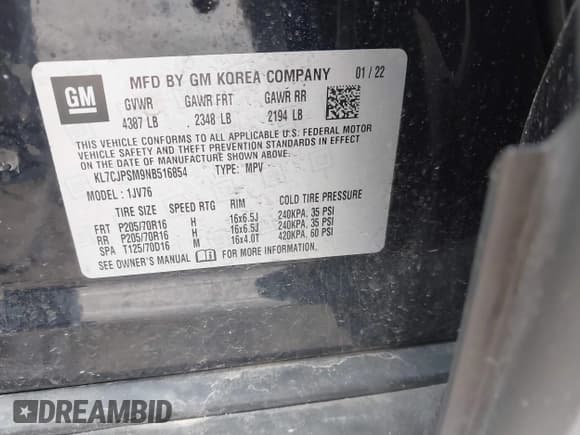 GM
MFD BY GM KOREA COMPANY 01/22
GVWR GAWR FRT GAWR RR
4387 LB 2348 LB 2194 LB
THIS VEHICLE CONFORMS TO ALL APPLICABLE U.S. FEDERAL MOTOR
VEHICLE SAFETY AND THEFT PREVENTION STANDARDS IN EFFECT
ON THE DATE OF MANUFACTURE SHOWN ABOVE.
KL7CJPSM9NB516854 TYPE: MPV
MODEL: 1JV76
TIRE SIZE SPEED RTG RIM COLD TIRE PRESSURE
FRT P205/70R16 H 16x6.5J 240KPA, 35 PSI
RR P205/70R16 H 16x6.5J 240KPA, 35 PSI
SPA T125/70D16 M 16x4.0T 420KPA, 60 PSI
SEE OWNER'S MANUAL FOR MORE INFORMATION.
DREAMBID